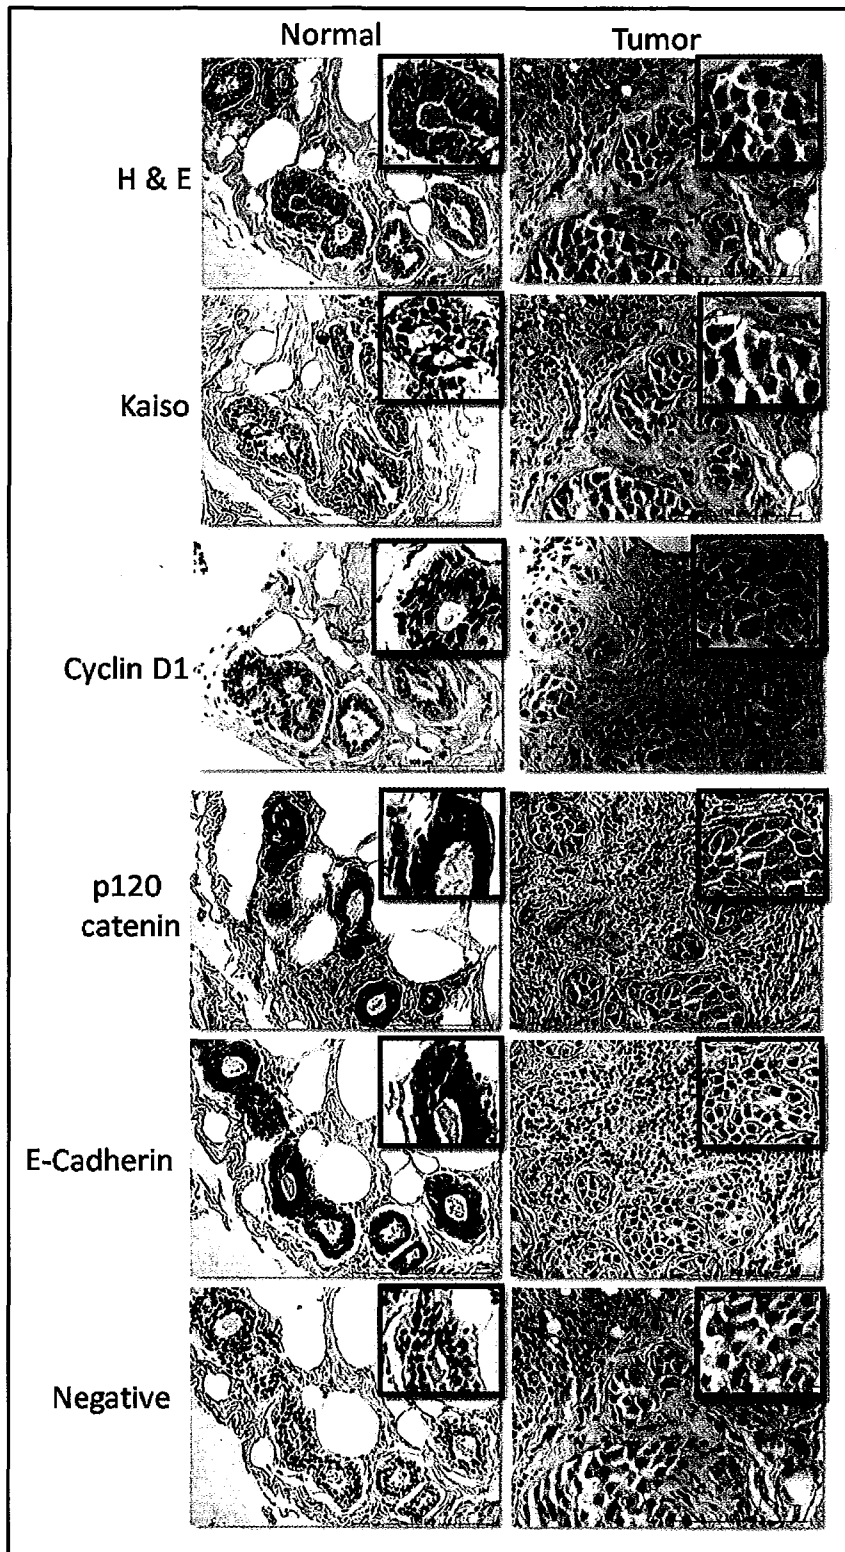 Normal
Tumor
H & E
Kaiso
Cyclin D1
p120
catenin
E-Cadherin
Negative